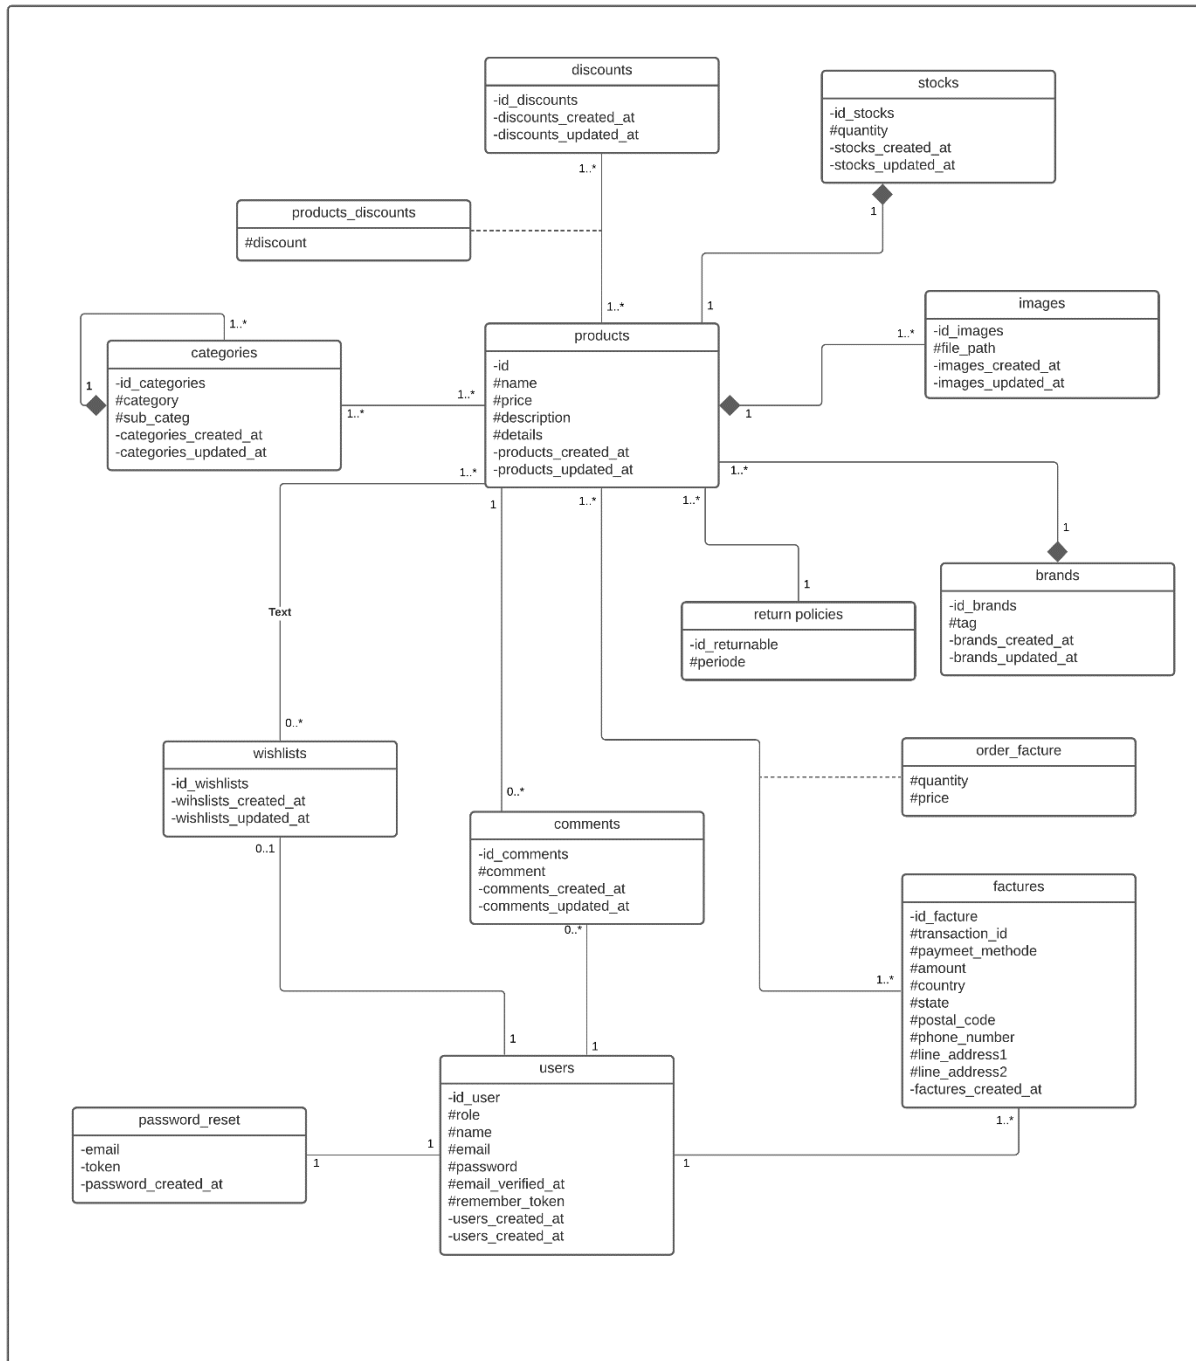 discounts
-id_discounts
-discounts_created_at
-discounts_updated_at
1..*
stocks
-id_stocks
#quantity
-stocks_created_at
-stocks_updated_at
1
products_discounts
#discount
1..*
1
images
-id_images
#file_path
-images_created_at
-images_updated_at
1..*
1
1..*
categories
-id_categories
#category
#sub_categ
-categories_created_at
-categories_updated_at
1
1..*
1..*
products
-id
#name
#price
#description
#details
-products_created_at
-products_updated_at
1..*
1
1..*
1..*
1..*
1
brands
-id_brands
#tag
-brands_created_at
-brands_updated_at
1
return policies
-id_returnable
#periode
Text
0..*
wishlists
-id_wishlists
-wihslists_created_at
-wishlists_updated_at
0..1
0..*
comments
-id_comments
#comment
-comments_created_at
-comments_updated_at
0..*
order_facture
#quantity
#price
factures
-id_facture
#transaction_id
#paymeet_methode
#amount
#country
#state
#postal_code
#phone_number
#line_address1
#line_address2
-factures_created_at
1..*
1..*
1
1
users
-id_user
#role
#name
#email
#password
#email_verified_at
#remember_token
-users_created_at
-users_created_at
1
1
1
password_reset
-email
-token
-password_created_at